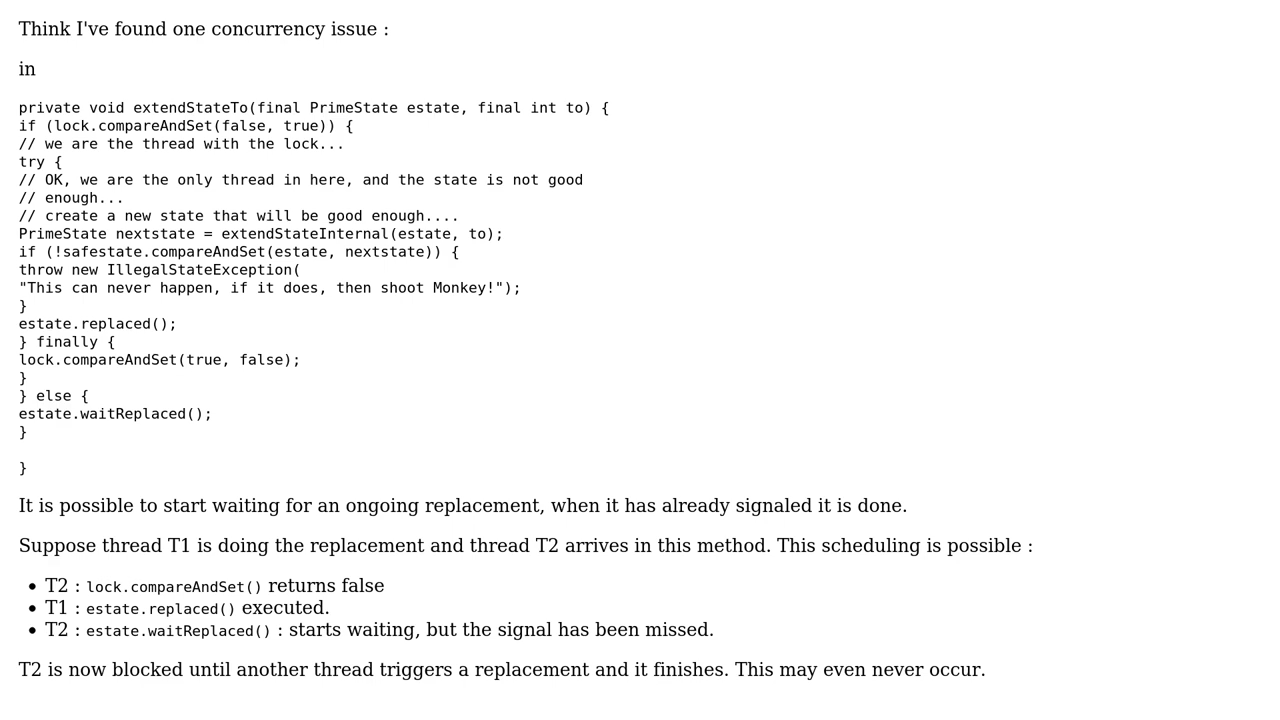 Think I've found one concurrency issue :
in
private void extendStateTo(final PrimeState estate, final int to) {
if (lock.compareAndSet(false, true)) {
// we are the thread with the lock...
try {
// OK, we are the only thread in here, and the state is not good
// enough...
// create a new state that will be good enough....
PrimeState nextstate = extendStateInternal(estate, to);
if (!safestate.compareAndSet(estate, nextstate)) {
throw new IllegalStateException(
"This can never happen, if it does, then shoot Monkey!");
}
estate.replaced();
} finally {
lock.compareAndSet(true, false);
}
} else {
estate.waitReplaced();
}
}
It is possible to start waiting for an ongoing replacement, when it has already signaled it is done.
Suppose thread T1 is doing the replacement and thread T2 arrives in this method. This scheduling is possible :
• T2 : lock.compareAndSet() returns false
• T1 : estate.replaced() executed.
• T2 : estate.waitReplaced() : starts waiting, but the signal has been missed.
T2 is now blocked until another thread triggers a replacement and it finishes. This may even never occur.